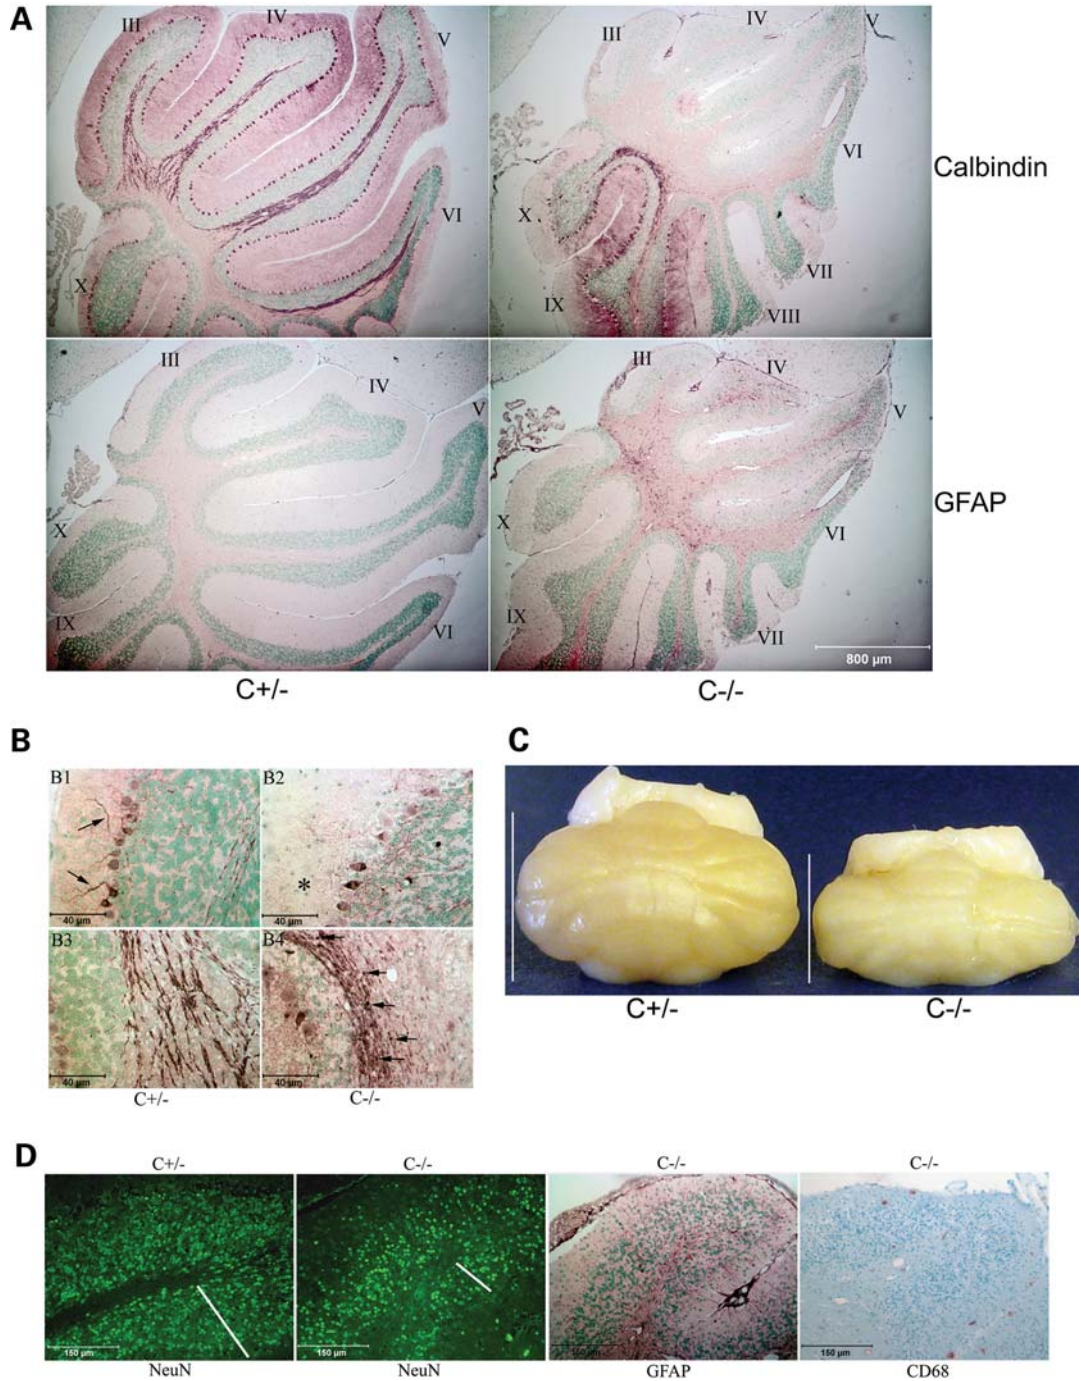 A
III
IV
V
VI
X
III
IV
V
VI
VII
VIII
IX
X
Calbindin
III
IV
V
VI
IX
X
III
IV
V
VI
VII
IX
X
800 µm
GFAP
C+/-
C-/-
B
B1
40 µm
B2
40 µm
B3
40 µm
B4
40 µm
*
C+/-
C-/-
C
C+/-
C-/-
D
C+/-
C-/-
C-/-
C-/-
150 µm
150 µm
150 µm
150 µm
NeuN
NeuN
GFAP
CD68